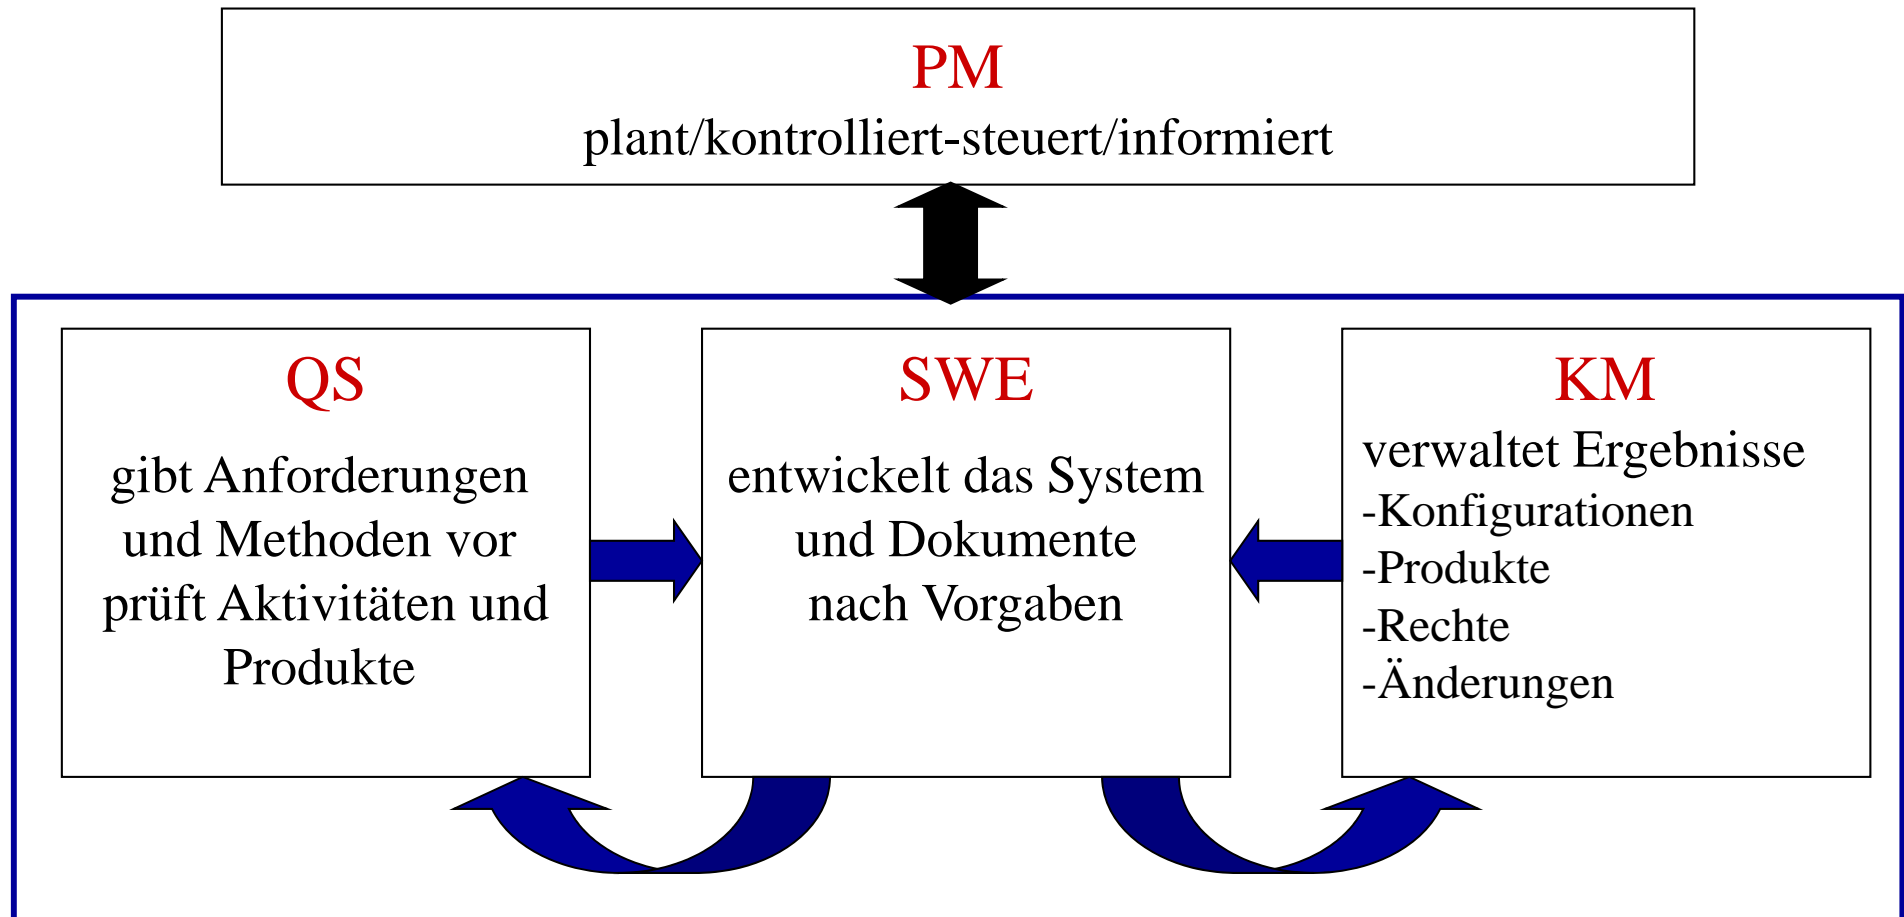 PM
plant/kontrolliert-steuert/informiert
QS
gibt Anforderungen
und Methoden vor
prüft Aktivitäten und
Produkte
SWE
entwickelt das System
und Dokumente
nach Vorgaben
KM
verwaltet Ergebnisse
-Konfigurationen
-Produkte
-Rechte
-Änderungen